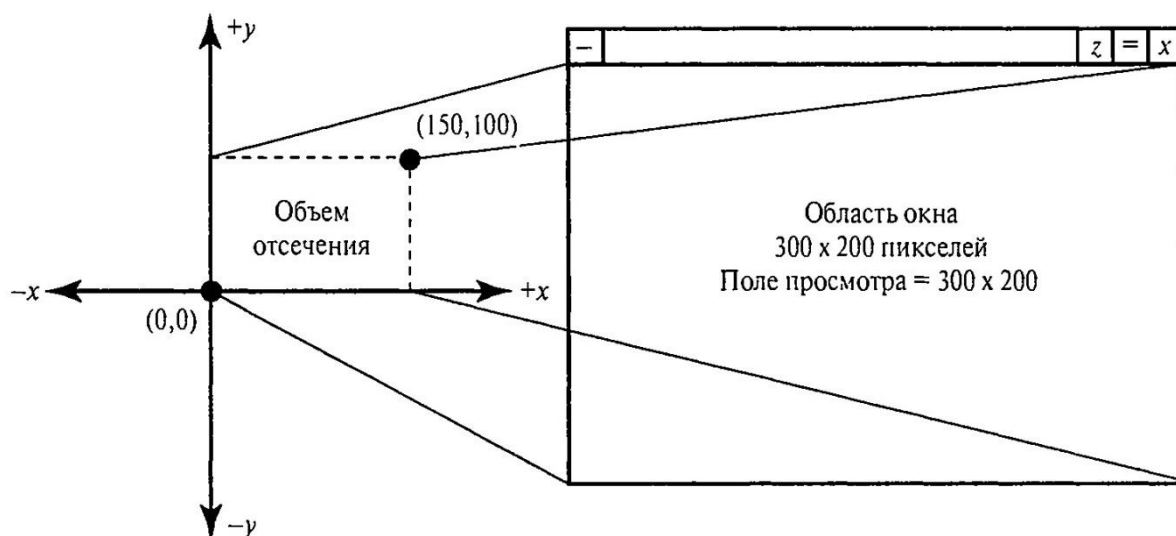 +y
– z = x
(150,100)
Объем
отсечения
Область окна
300 x 200 пикселей
Поле просмотра = 300 x 200
–x
+x
(0,0)
–y